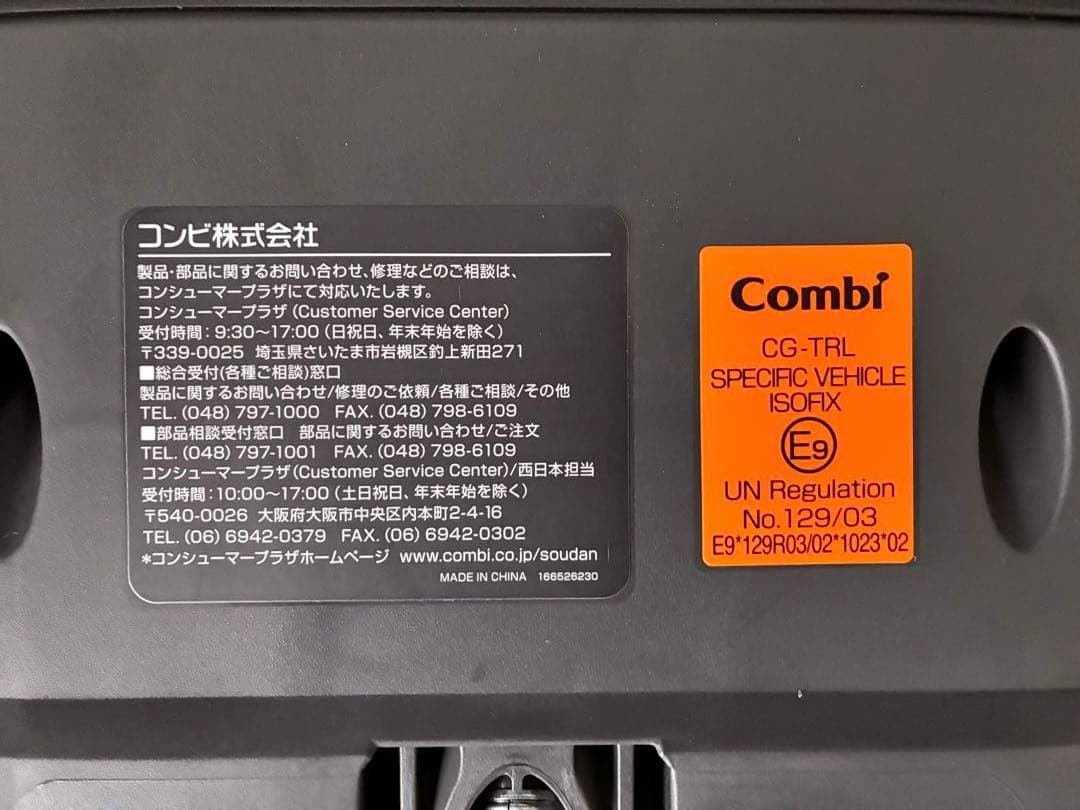 コンビ株式会社
製品・部品に関するお問い合わせ、修理などのご相談は、
コンシューマープラザにて対応いたします。
コンシューマープラザ(Customer Service Center)
受付時間：9:30〜17:00(日祝日、年末年始を除く)
〒339-0025 埼玉県さいたま市岩槻区釣上新田271
■総合受付(各種ご相談)窓口
製品に関するお問い合わせ/修理のご依頼/各種ご相談/その他
TEL.(048)797-1000 FAX.(048)798-6109
■部品相談受付窓口 部品に関するお問い合わせ/ご注文
TEL.(048)797-1001 FAX.(048)798-6109
コンシューマープラザ(Customer Service Center)/西日本担当
受付時間：10:00〜17:00(土日祝日、年末年始を除く)
〒540-0026 大阪府大阪市中央区内本町2-4-16
TEL.(06)6942-0379 FAX.(06)6942-0302
*コンシューマープラザホームページ www.combi.co.jp/soudan
MADE IN CHINA 166526230
Combi
CG-TRL
SPECIFIC VEHICLE
ISOFIX
E9
UN Regulation
No.129/03
E9*129R03/02*1023*02